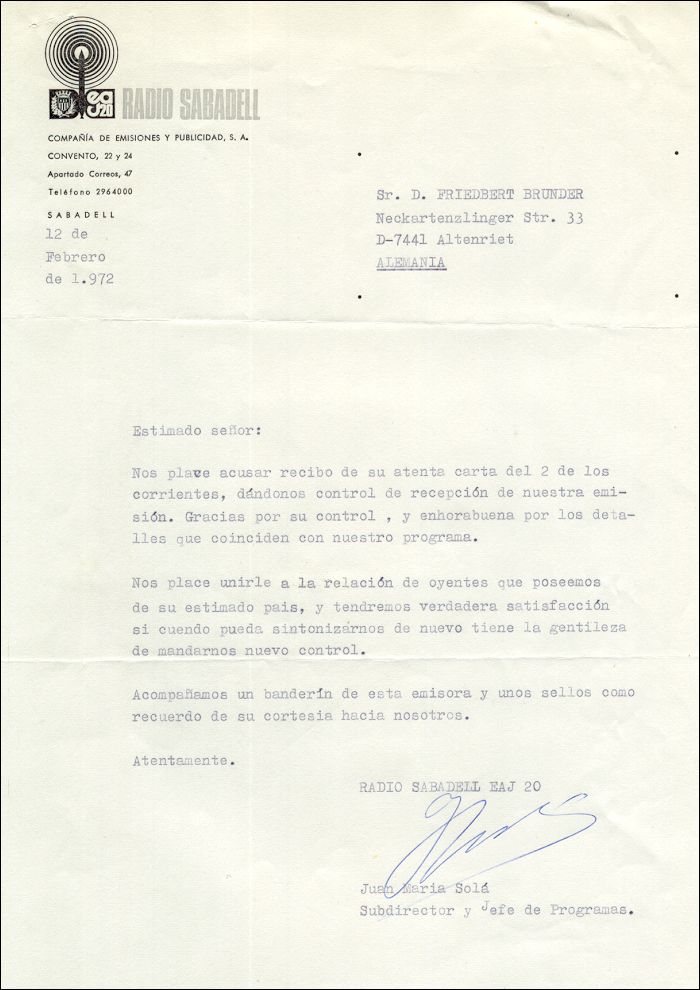 eaj 20 RADIO SABADELL
COMPAÑÍA DE EMISIONES Y PUBLICIDAD, S. A.
CONVENTO, 22 y 24
Apartado Correos, 47
Teléfono 2964000
SABADELL
12 de
Febrero
de 1.972
Sr. D. FRIEDBERT BRUNDER
Neckartenzlinger Str. 33
D-7441 Altenriet
ALEMANIA
Estimado señor:
Nos place acusar recibo de su atenta carta del 2 de los
corrientes, dándonos control de recepción de nuestra emi-
sión. Gracias por su control , y enhorabuena por los deta-
lles que coinciden con nuestro programa.
Nos place unirle a la relación de oyentes que poseemos
de su estimado pais, y tendremos verdadera satisfacción
si cuendo pueda sintonizárnos de nuevo tiene la gentileza
de mandarnos nuevo control.
Acompañamos un banderín de esta emisora y unos sellos como
recuerdo de su cortesia hacia nosotros.
Atentamente.
RADIO SABADELL EAJ 20
Juan Maria Solá
Subdirector y Jefe de Programas.